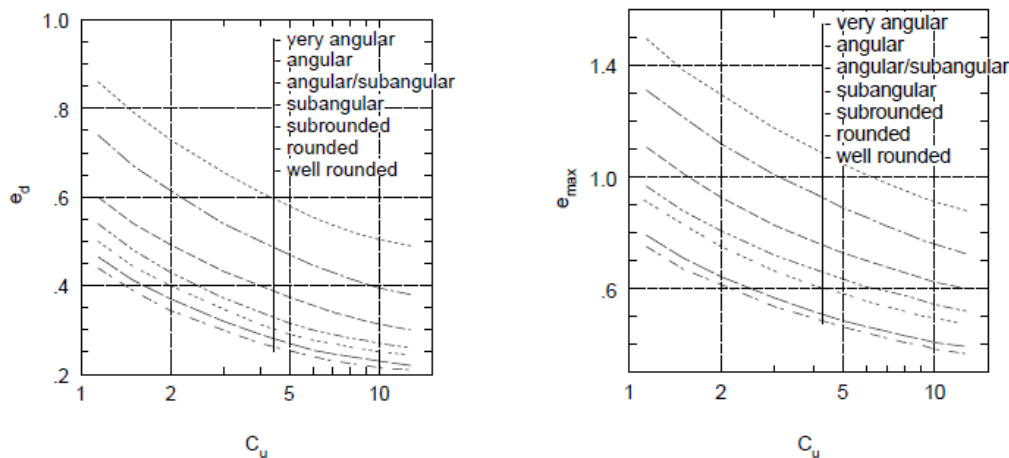 1.0
.8
.6
.4
.2
e_d
1
2
5
10
C_u
- very angular
- angular
- angular/subangular
- subangular
- subrounded
- rounded
- well rounded
1.4
1.0
.6
e_max
1
2
5
10
C_u
- very angular
- angular
- angular/subangular
- subangular
- subrounded
- rounded
- well rounded